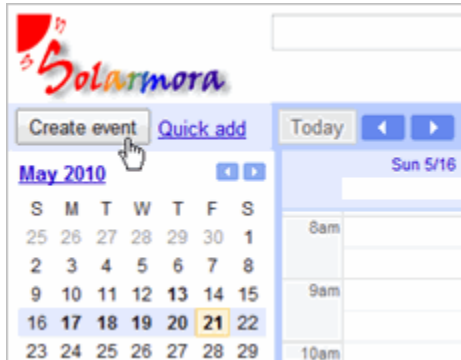 Solarmora
Create event Quick add
Today
May 2010
Sun 5/16
S M T W T F S
25 26 27 28 29 30 1
2 3 4 5 6 7 8
9 10 11 12 13 14 15
16 17 18 19 20 21 22
23 24 25 26 27 28 29
8am
9am
10am